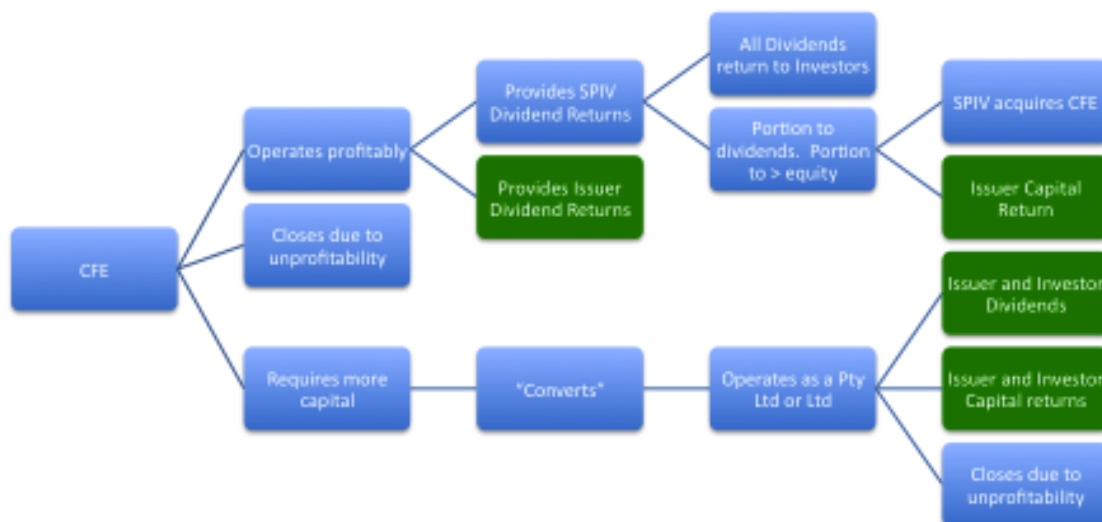 All Dividends
return to Investors
Provides SPIV
Dividend Returns
SPIV acquires CFE
Operates profitably
Portion to
dividends. Portion
to > equity
Provides Issuer
Dividend Returns
Issuer Capital
Return
Closes due to
unprofitability
CFE
Issuer and Investor
Dividends
Requires more
capital
"Converts"
Operates as a Pty
Ltd or Ltd
Issuer and Investor
Capital returns
Closes due to
unprofitability